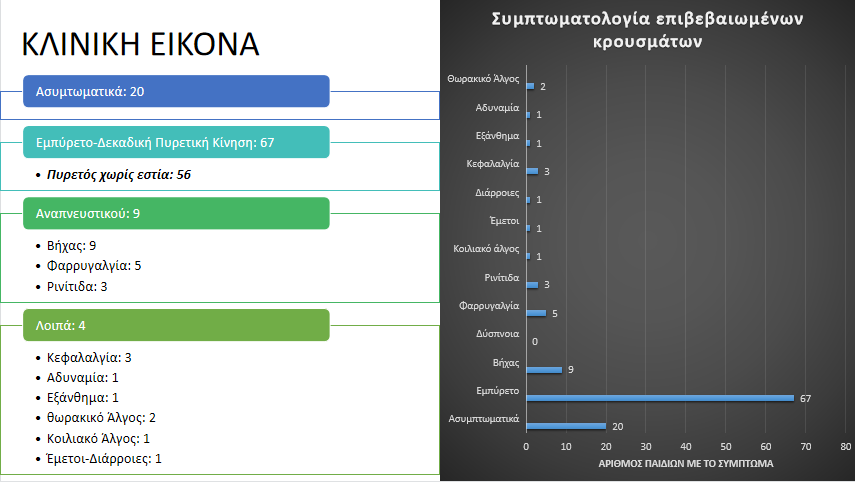 ΚΛΙΝΙΚΗ ΕΙΚΟΝΑ
Ασυμτωματικά: 20
Εμπύρετο-Δεκαδική Πυρετική Κίνηση: 67
• Πυρετός χωρίς εστία: 56
Αναπνευστικού: 9
• Βήχας: 9
• Φαρρυγαλγία: 5
• Ρινίτιδα: 3
Λοιπά: 4
• Κεφαλαλγία: 3
• Αδυναμία: 1
• Εξάνθημα: 1
• θωρακικό Άλγος: 2
• Κοιλιακό Άλγος: 1
• Έμετοι-Διάρροιες: 1
Συμπτωματολογία επιβεβαιωμένων
κρουσμάτων
Θωρακικό Άλγος 2
Αδυναμία 1
Εξάνθημα 1
Κεφαλαλγία 3
Διάρροιες 1
Έμετοι 1
Κοιλιακό άλγος 1
Ρινίτιδα 3
Φαρρυγαλγία 5
Δύσπνοια 0
Βήχας 9
Εμπύρετο 67
Ασυμπτωματικά 20
0 10 20 30 40 50 60 70 80
ΑΡΙΘΜΟΣ ΠΑΙΔΙΩΝ ΜΕ ΤΟ ΣΥΜΠΤΩΜΑ